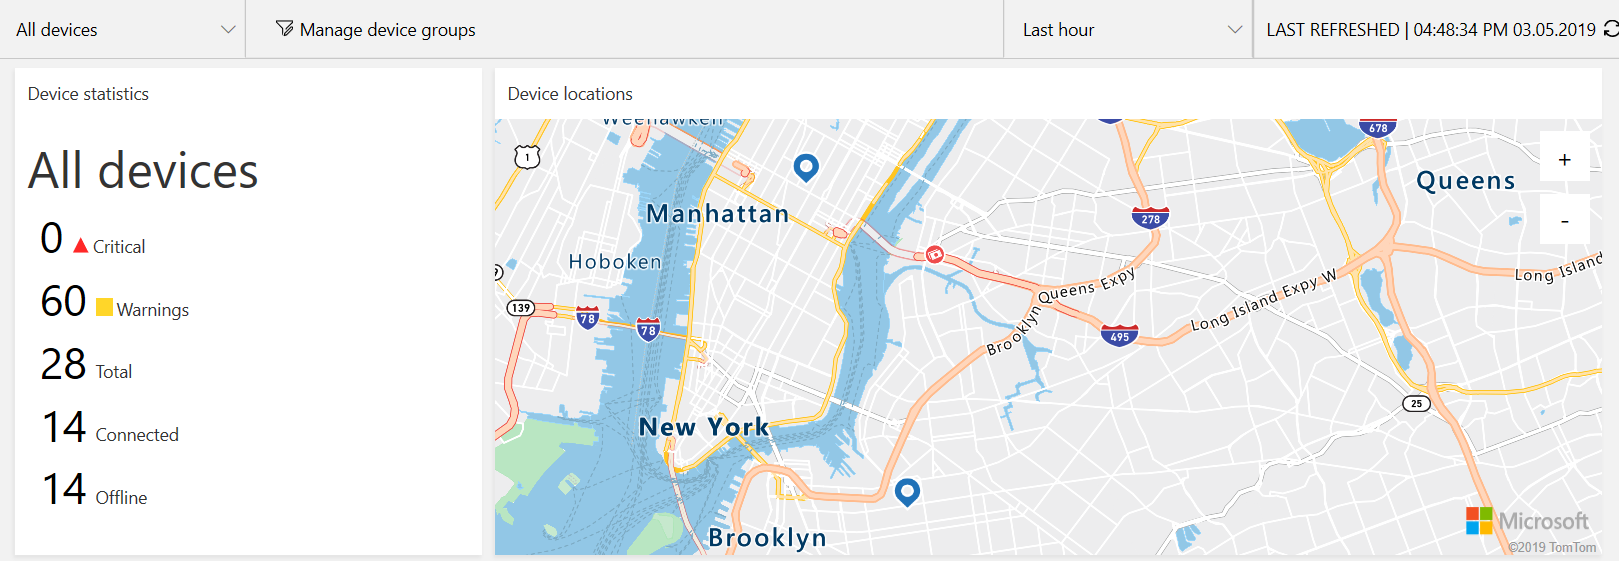 All devices
Manage device groups
Last hour
LAST REFRESHED | 04:48:34 PM 03.05.2019
Device statistics
All devices
0 Critical
60 Warnings
28 Total
14 Connected
14 Offline
Device locations
Weehawken
1
678
+
Queens
-
Manhattan
278
Hoboken
9
Long Island
139
78
78
Brooklyn Queens Expy
Long Island Expy W
495
25
New York
Brooklyn
Microsoft
©2019 TomTom